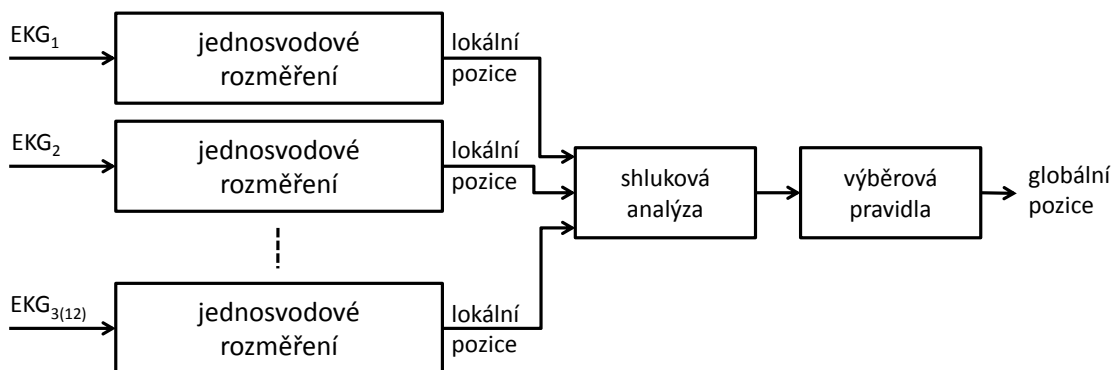 EKG₁
jednosvodové
rozměření
lokální
pozice
EKG₂
jednosvodové
rozměření
lokální
pozice
EKG₃₍₁₂₎
jednosvodové
rozměření
lokální
pozice
shluková
analýza
výběrová
pravidla
globální
pozice